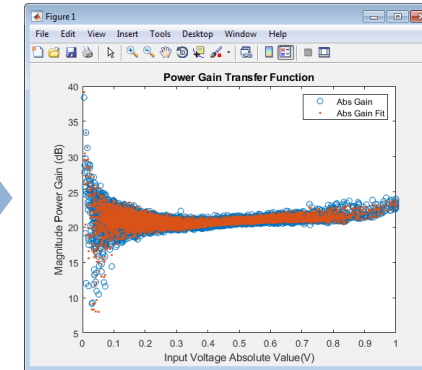 Figure 1
File Edit View Insert Tools Desktop Window Help
Power Gain Transfer Function
Abs Gain
Abs Gain Fit
Magnitude Power Gain (dB)
40
35
30
25
20
15
10
5
0 0.1 0.2 0.3 0.4 0.5 0.6 0.7 0.8 0.9 1
Input Voltage Absolute Value(V)